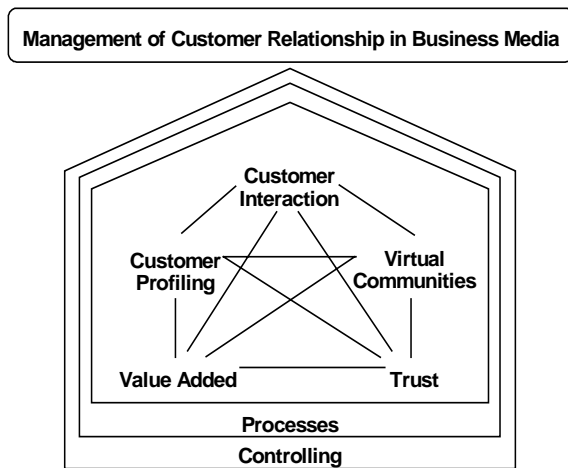 Management of Customer Relationship in Business Media
Customer
Interaction
Customer
Profiling
Virtual
Communities
Value Added
Trust
Processes
Controlling